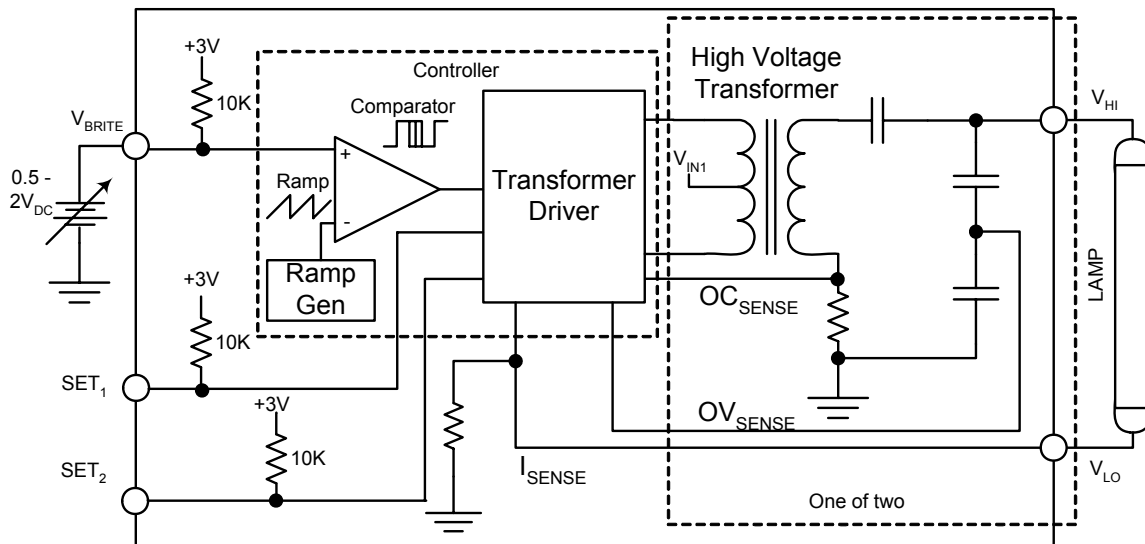 +3V
10K
V_BRITE
0.5 -
2V_DC
Controller
Comparator
+
Ramp
-
Ramp
Gen
Transformer
Driver
High Voltage
Transformer
V_IN1
V_HI
LAMP
+3V
10K
SET_1
OC_SENSE
+3V
10K
SET_2
OV_SENSE
I_SENSE
V_LO
One of two